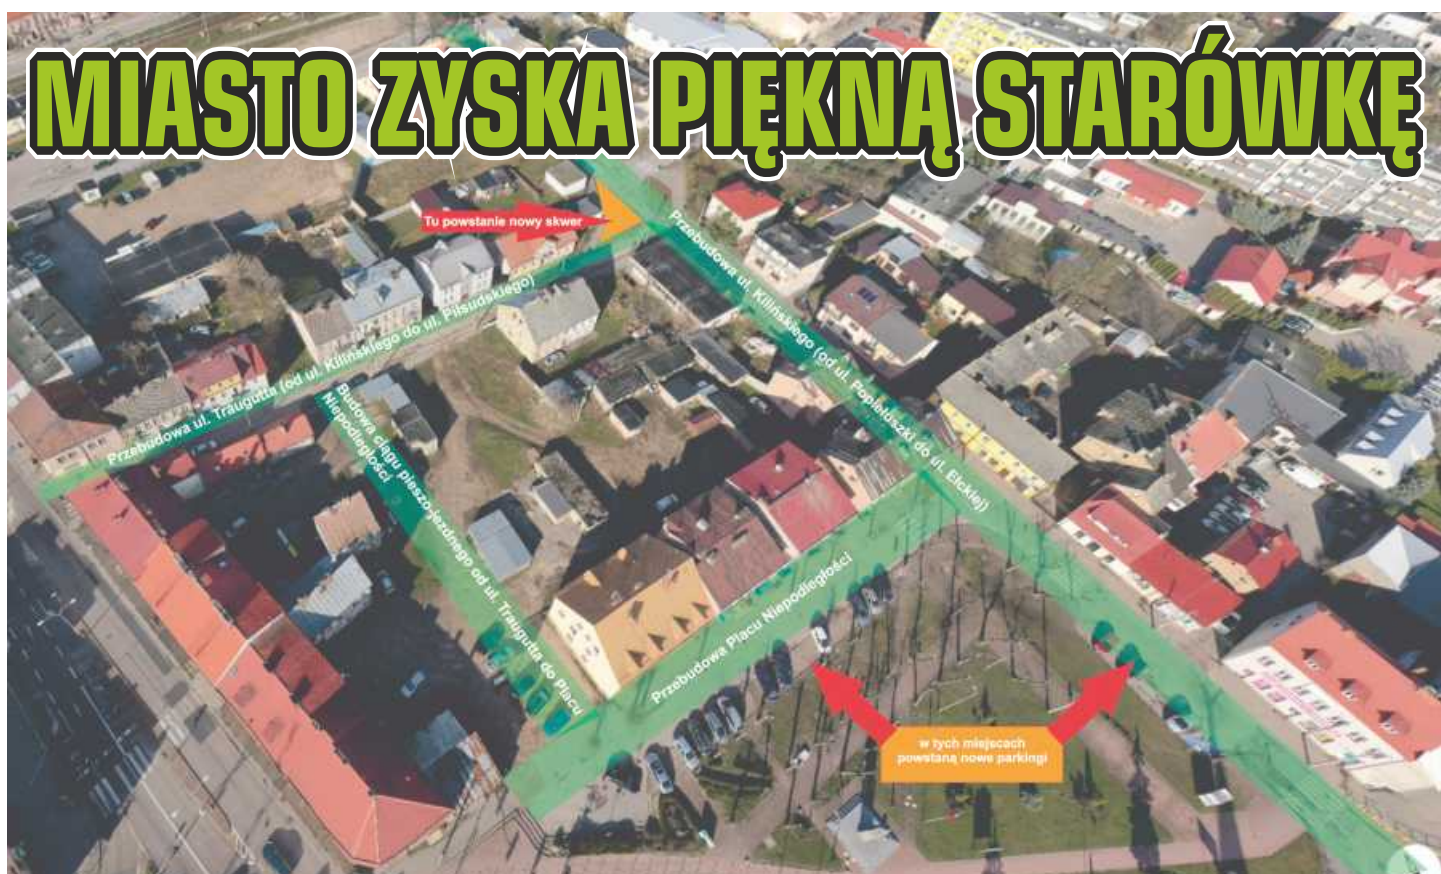 MIASTO ZYSKA PIĘKNĄ STARÓWKĘ
Tu powstanie nowy skwer
Przebudowa ul. Kilińskiego (od ul. Popiełuszki do ul. Ełckiej)
Przebudowa ul. Traugutta (od ul. Kilińskiego do ul. Piłsudskiego)
Budowa ciągu pieszo-jezdnego od ul. Traugutta do Placu
Niepodległości
Przebudowa Placu Niepodległości
w tych miejscach
powstaną nowe parkingi